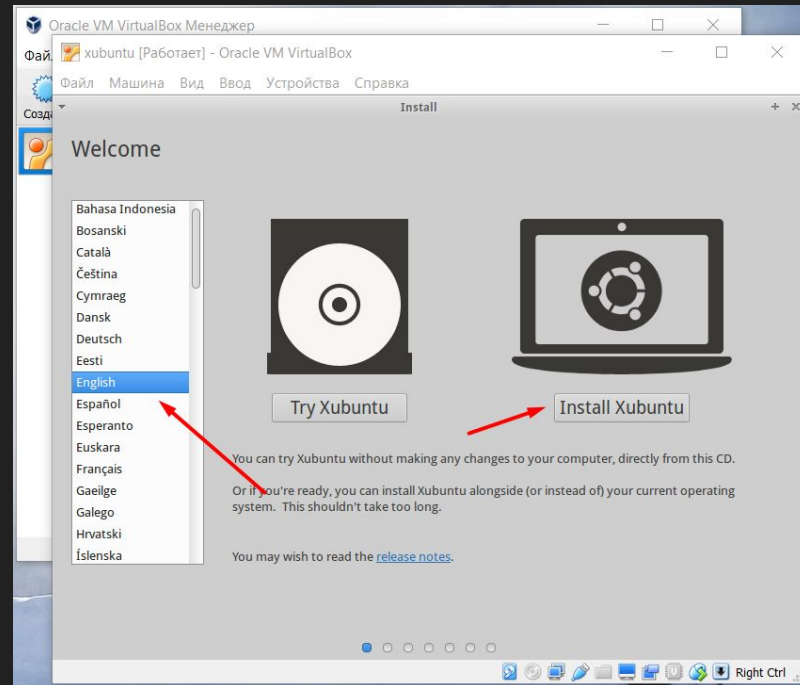 Oracle VM VirtualBox Менеджер
Фай
xubuntu [Работает] - Oracle VM VirtualBox
Файл Машина Вид Ввод Устройства Справка
Созда
Install
Welcome
Bahasa Indonesia
Bosanski
Català
Čeština
Cymraeg
Dansk
Deutsch
Eesti
English
Español
Esperanto
Euskara
Français
Gaeilge
Galego
Hrvatski
Íslenska
Try Xubuntu
Install Xubuntu
You can try Xubuntu without making any changes to your computer, directly from this CD.
Or if you're ready, you can install Xubuntu alongside (or instead of) your current operating
system. This shouldn't take too long.
You may wish to read the release notes.
Right Ctrl